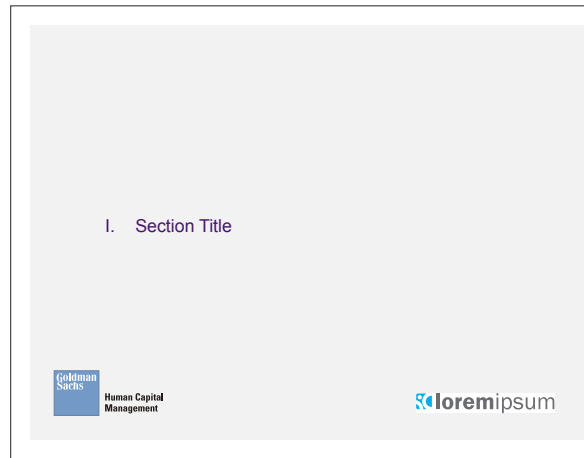 I. Section Title
Goldman
Sachs
Human Capital
Management
loremipsum